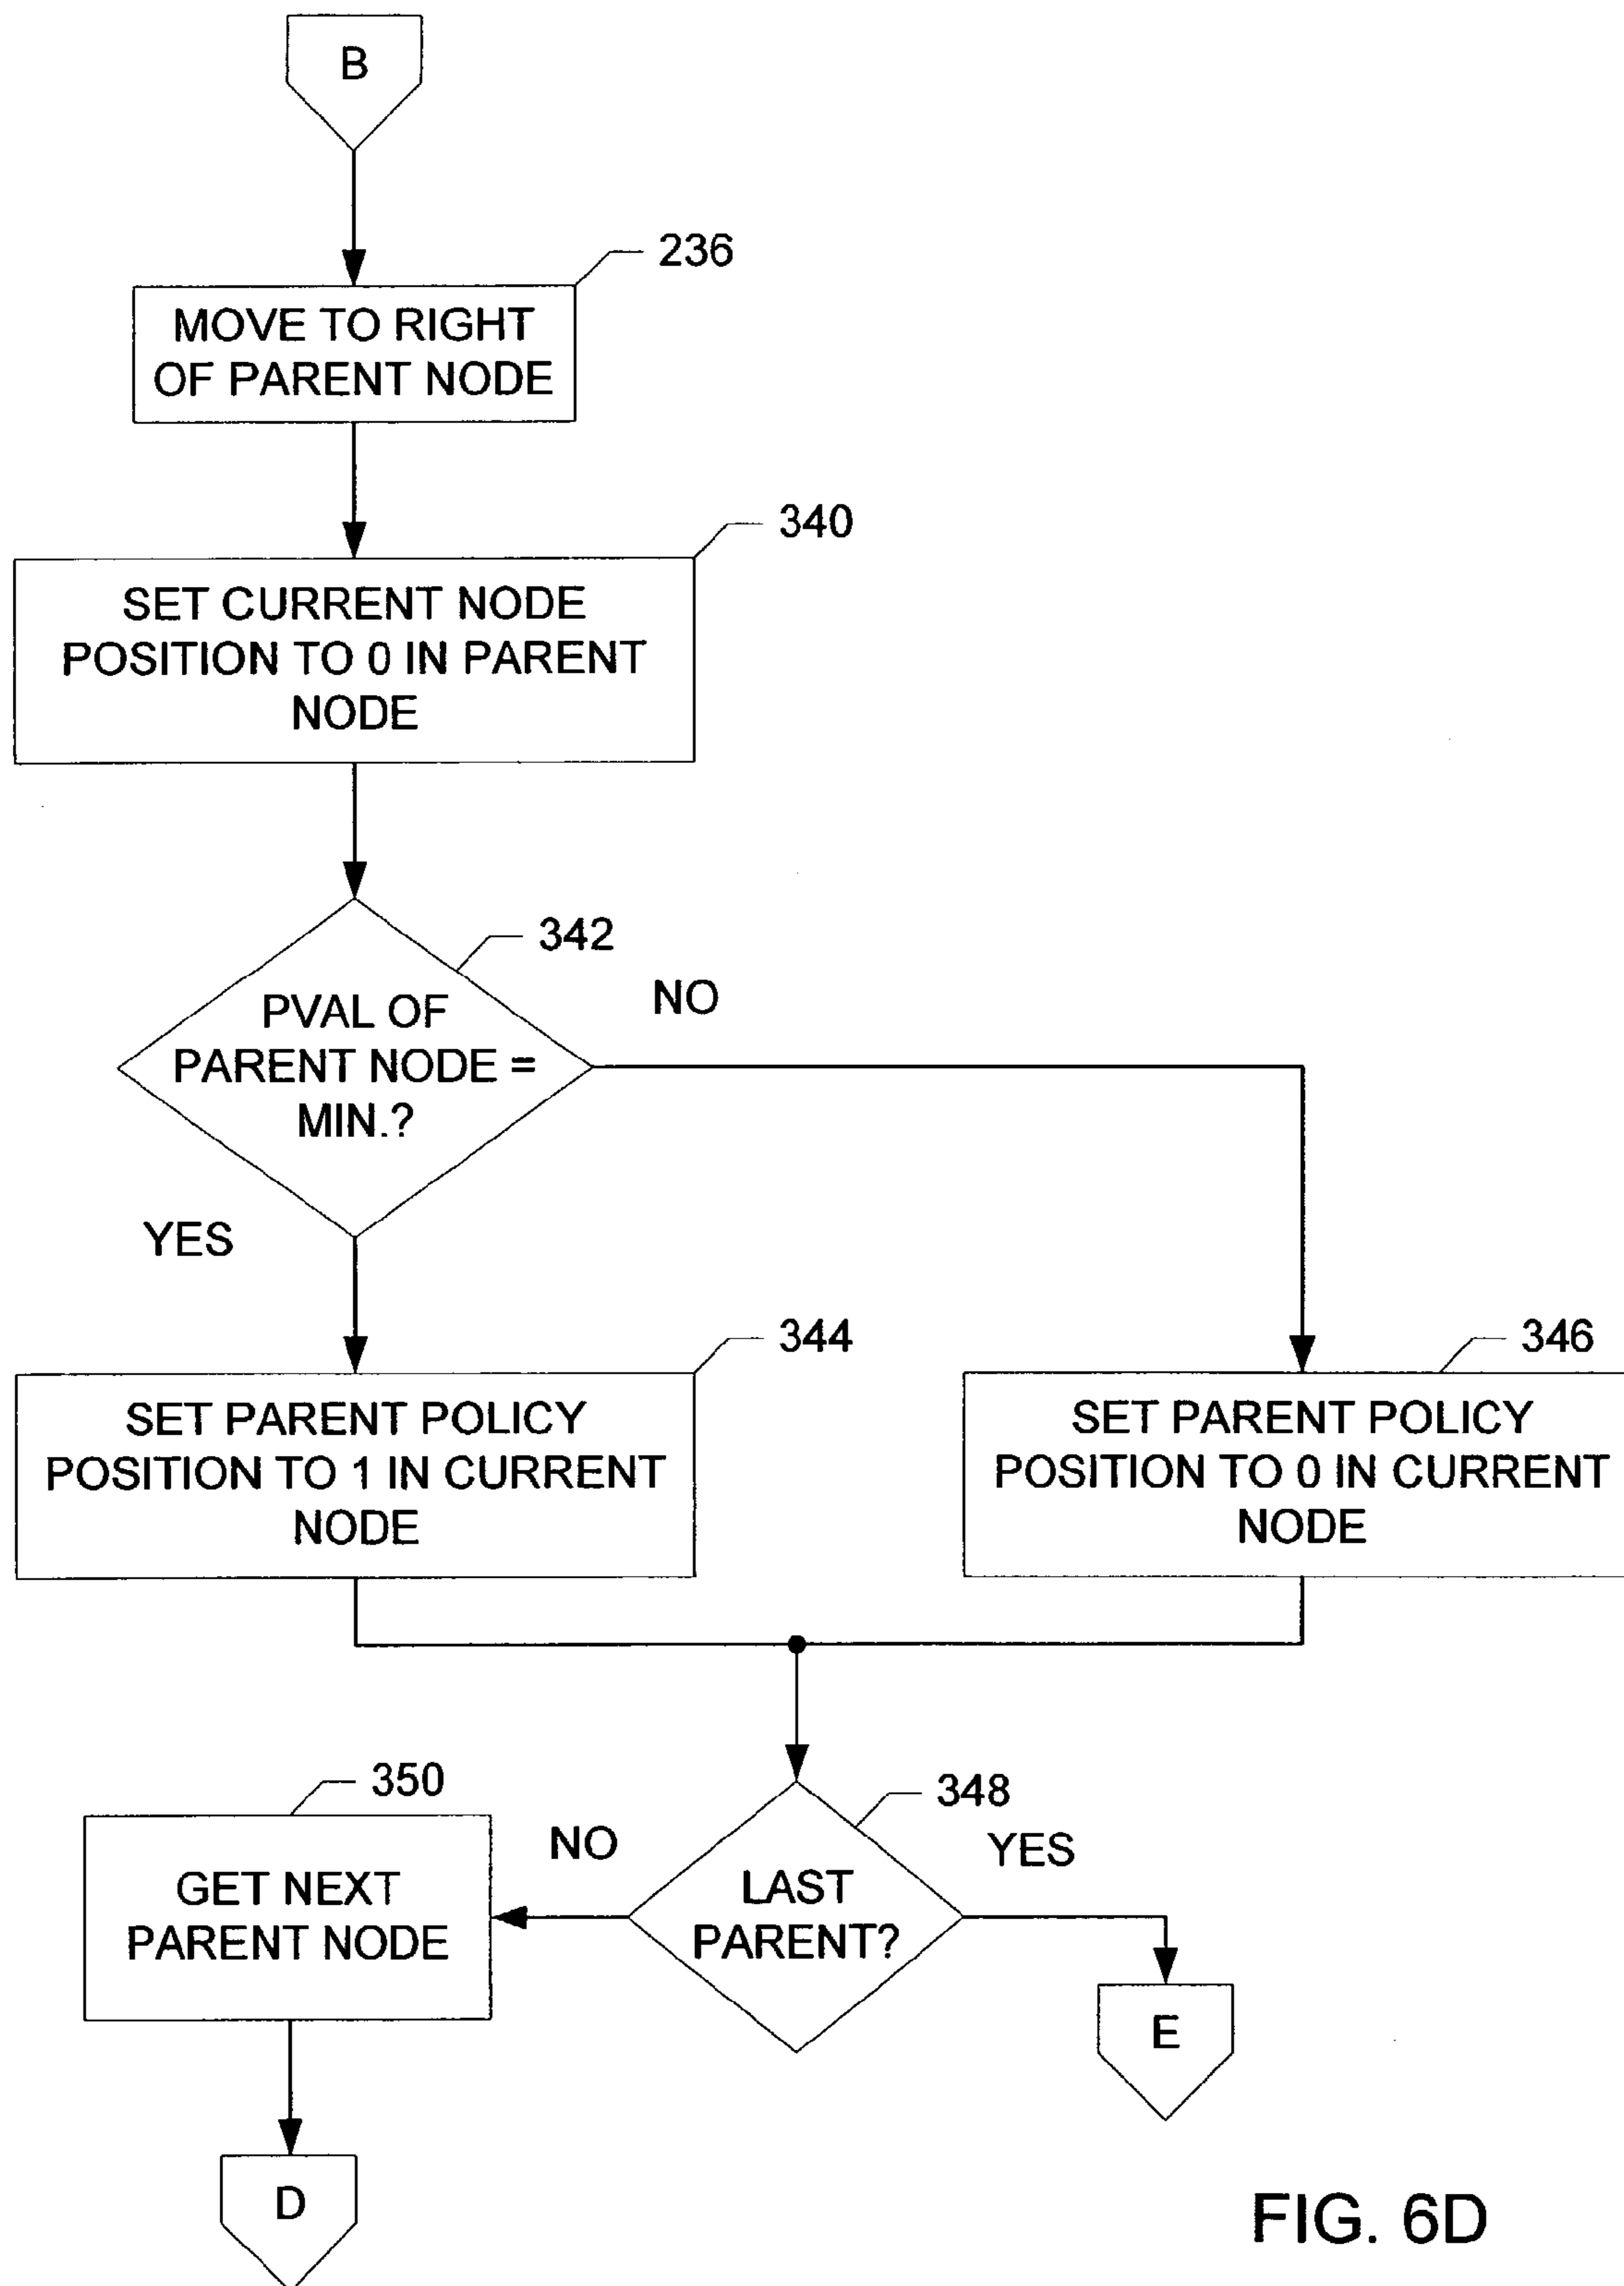 B
236
MOVE TO RIGHT
OF PARENT NODE
340
SET CURRENT NODE
POSITION TO 0 IN PARENT
NODE
342
PVAL OF
PARENT NODE =
MIN.?
NO
YES
344
SET PARENT POLICY
POSITION TO 1 IN CURRENT
NODE
346
SET PARENT POLICY
POSITION TO 0 IN CURRENT
NODE
348
LAST
PARENT?
NO
YES
350
GET NEXT
PARENT NODE
E
D
FIG. 6D